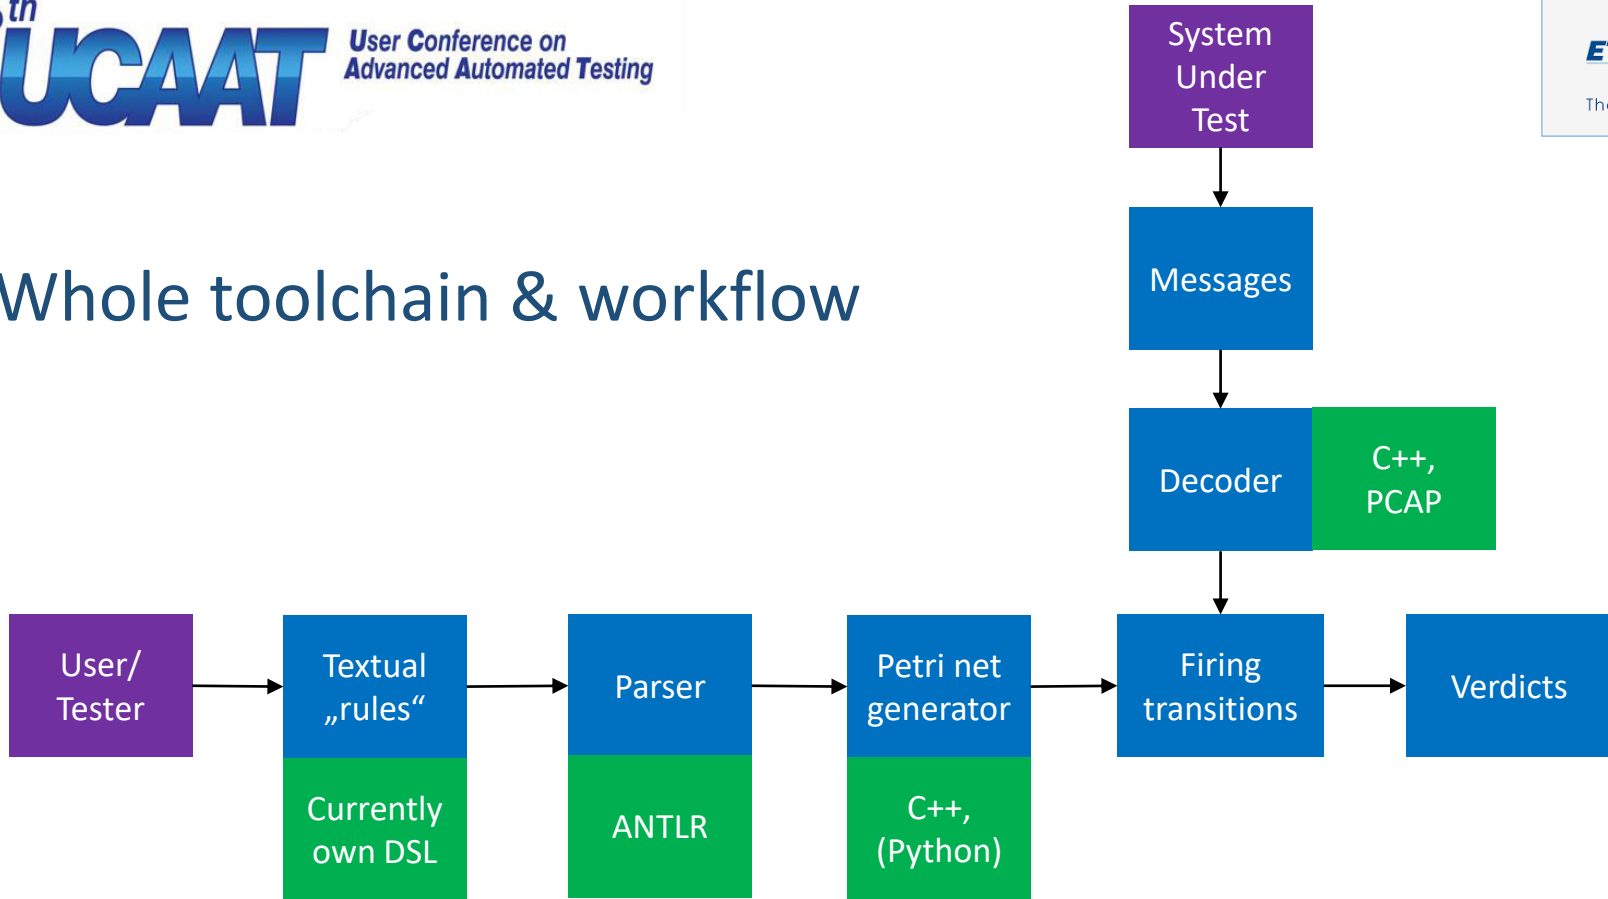 th
UCAAT
User Conference on
Advanced Automated Testing
System
Under
Test
Messages
Whole toolchain & workflow
Decoder
C++,
PCAP
User/
Tester
Textual
„rules“
Parser
Petri net
generator
Firing
transitions
Verdicts
Currently
own DSL
ANTLR
C++,
(Python)